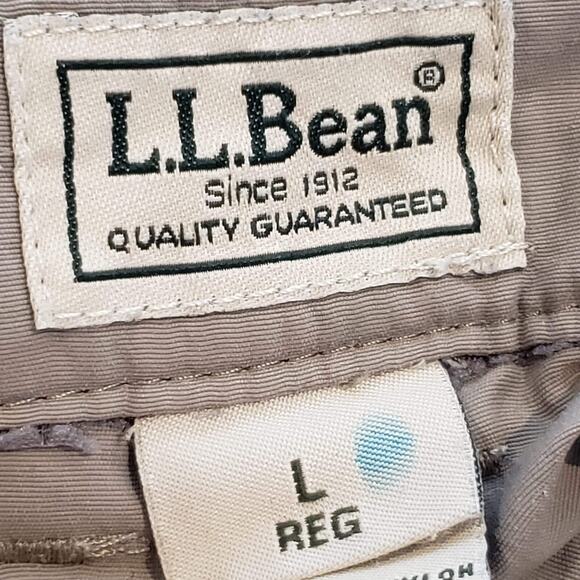 L.L.Bean®
Since 1912
QUALITY GUARANTEED
L
REG